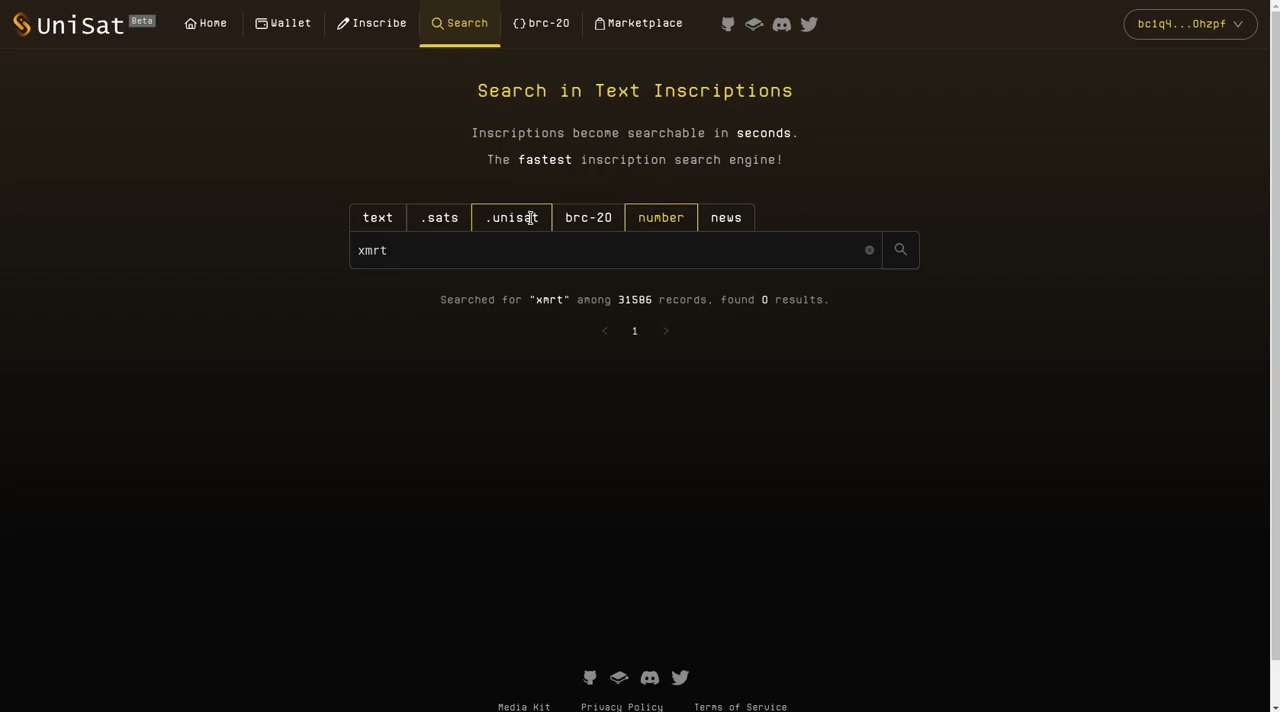 UniSat Beta
Home
Wallet
Inscribe
Search
brc-20
Marketplace
bc1q4...0hzpf
Search in Text Inscriptions
Inscriptions become searchable in seconds.
The fastest inscription search engine!
text
.sats
.unisat
brc-20
number
news
xmrt
Searched for "xmrt" among 31586 records, found 0 results.
1
Media Kit
Privacy Policy
Terms of Service